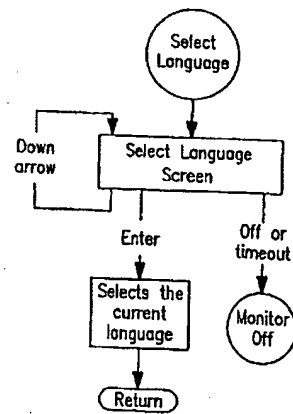 Select
Language
Down
arrow
Select Language
Screen
Enter
Off or
timeout
Selects the
current
language
Monitor
Off
Return